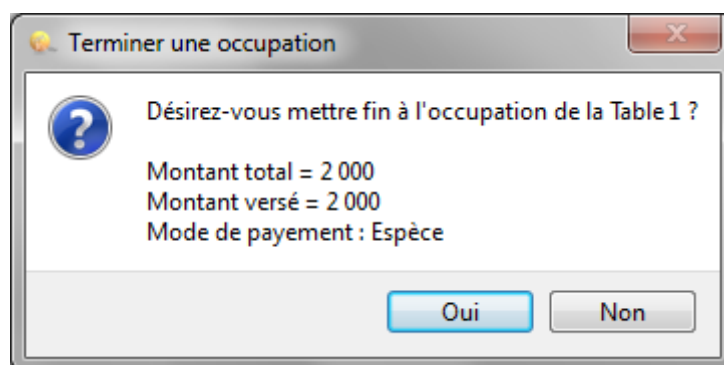 Terminer une occupation
Désirez-vous mettre fin à l'occupation de la Table 1 ?
Montant total = 2 000
Montant versé = 2 000
Mode de payement : Espèce
Oui
Non